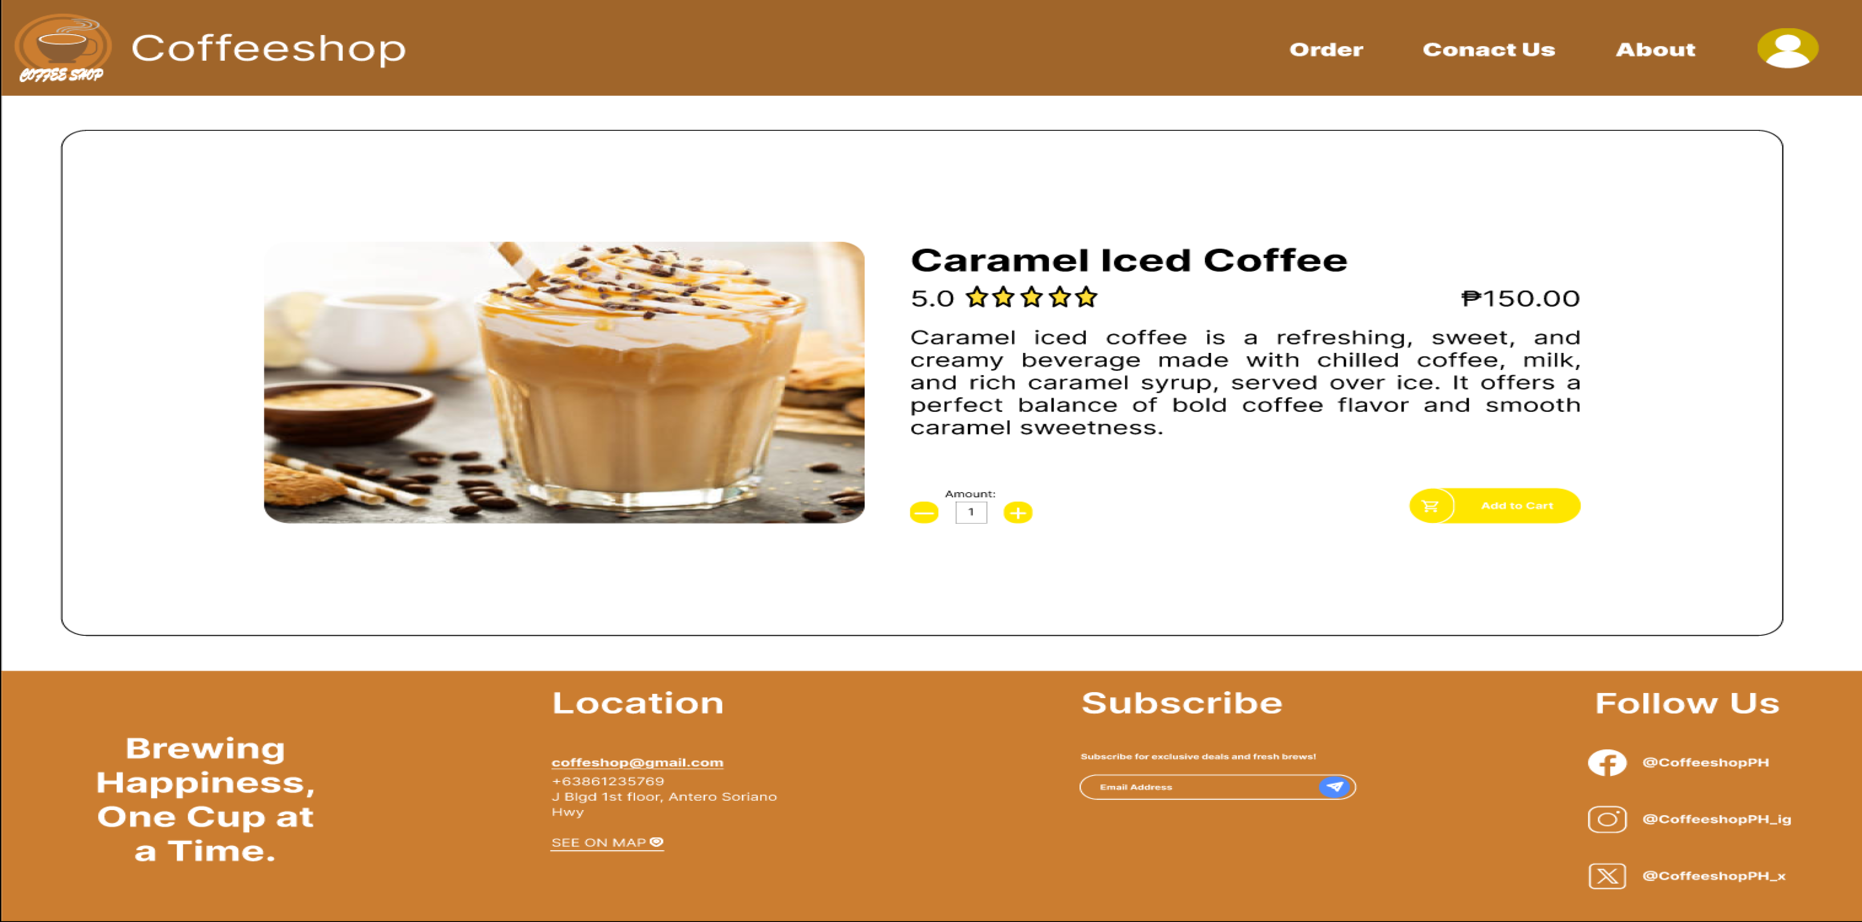 COFFEE SHOP
Coffeeshop
Order
Conact Us
About
Caramel Iced Coffee
5.0
₱150.00
Caramel iced coffee is a refreshing, sweet, and
creamy beverage made with chilled coffee, milk,
and rich caramel syrup, served over ice. It offers a
perfect balance of bold coffee flavor and smooth
caramel sweetness.
Amount:
1
Add to Cart
Brewing
Happiness,
One Cup at
a Time.
Location
coffeshop@gmail.com
+63861235769
J Blgd 1st floor, Antero Soriano
Hwy
SEE ON MAP
Subscribe
Subscribe for exclusive deals and fresh brews!
Email Address
Follow Us
@CoffeeshopPH
@CoffeeshopPH_ig
@CoffeeshopPH_x